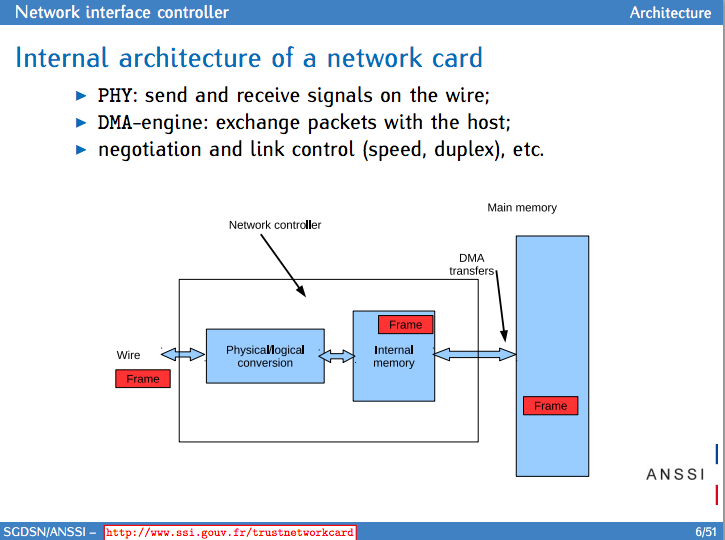 Network interface controller
Architecture
Internal architecture of a network card
PHY: send and receive signals on the wire;
DMA-engine: exchange packets with the host;
negotiation and link control (speed, duplex), etc.
Main memory
Network controller
DMA
transfers
Frame
Wire
Physical/logical
conversion
Internal
memory
Frame
Frame
ANSSI
SGDSN/ANSSI – http://www.ssi.gouv.fr/trustnetworkcard
6/51